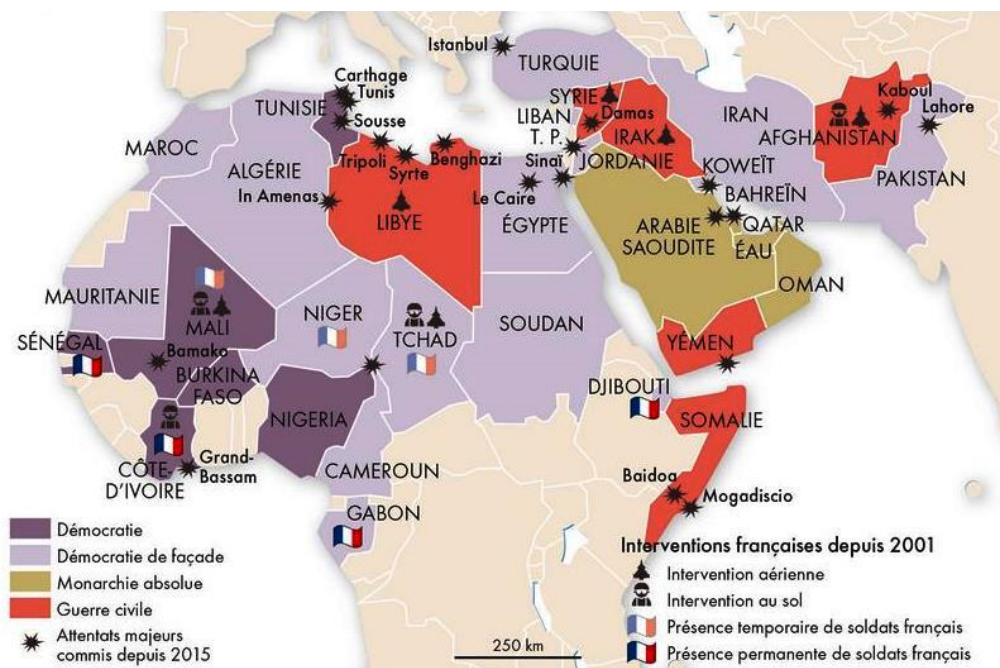 Istanbul
TURQUIE
Carthage
Tunis
TUNISIE
Sousse
SYRIE
Damas
LIBAN
T. P.
IRAK
IRAN
Kaboul
Lahore
AFGHANISTAN
MAROC
ALGÉRIE
Tripoli
Syrte
Benghazi
Sinaï
JORDANIE
KOWEÏT
PAKISTAN
In Amenas
LIBYE
Le Caire
ÉGYPTE
BAHREÏN
ARABIE
SAOUDITE
QATAR
ÉAU
OMAN
MAURITANIE
MALI
NIGER
TCHAD
SOUDAN
YÉMEN
SÉNÉGAL
Bamako
BURKINA
FASO
NIGERIA
DJIBOUTI
SOMALIE
CÔTE-
D'IVOIRE
Grand-
Bassam
CAMEROUN
GABON
Baidoa
Mogadiscio
Démocratie
Démocratie de façade
Monarchie absolue
Guerre civile
Attentats majeurs
commis depuis 2015
250 km
Interventions françaises depuis 2001
Intervention aérienne
Intervention au sol
Présence temporaire de soldats français
Présence permanente de soldats français